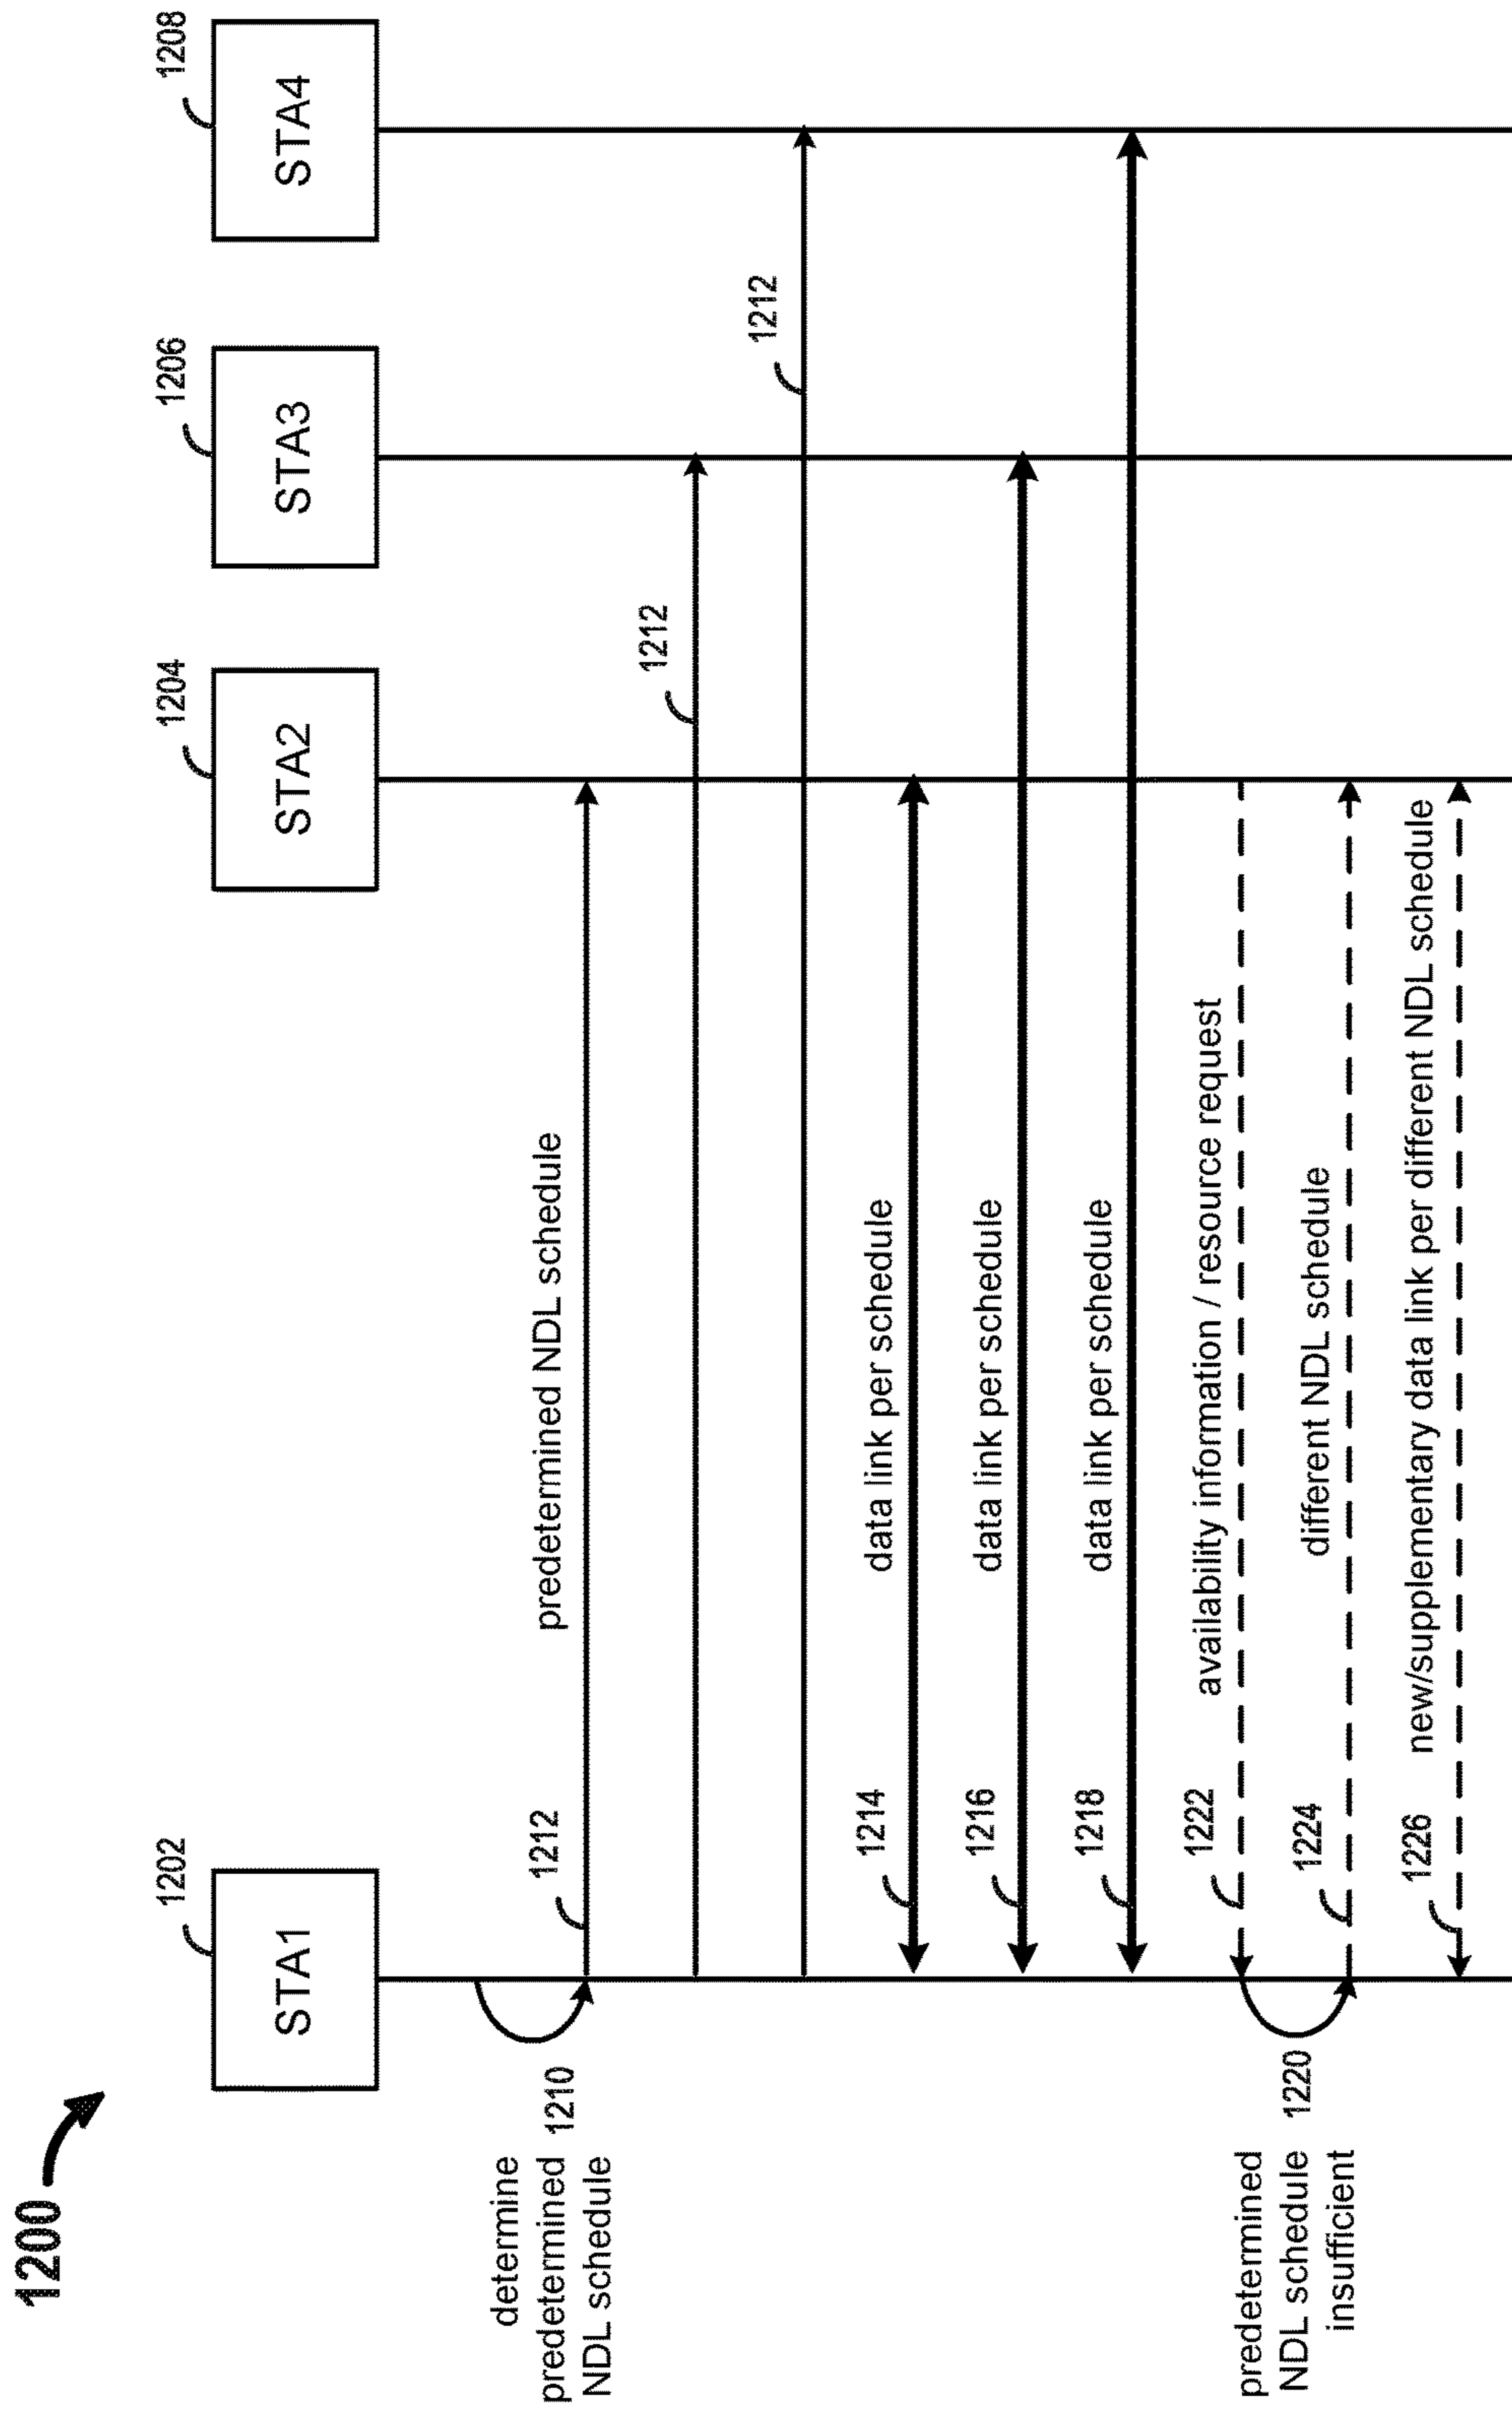 1200
1202
1204
1206
1208
STA1
STA2
STA3
STA4
determine
predetermined
NDL schedule
1210
1212
predetermined NDL schedule
1212
1212
1214
data link per schedule
1216
data link per schedule
1218
data link per schedule
1222
availability information / resource request
predetermined
NDL schedule
insufficient
1220
1224
different NDL schedule
1226
new/supplementary data link per different NDL schedule